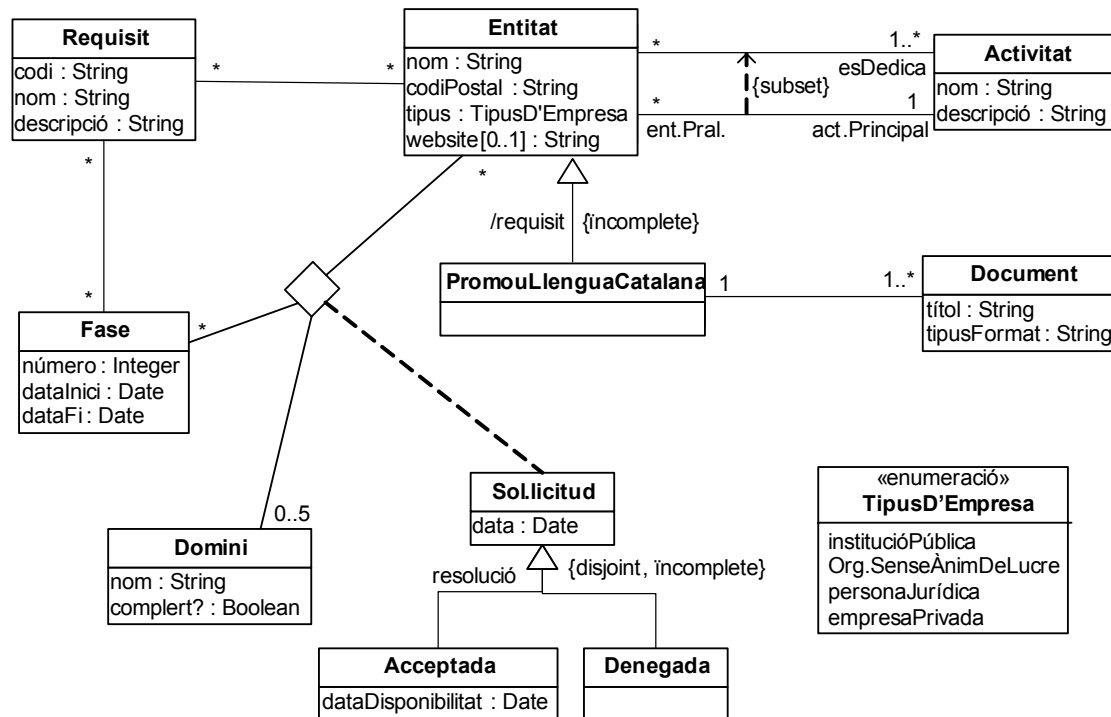 Requisit
codi : String
nom : String
descripció : String
*
*
*
*
Entitat
nom : String
codiPostal : String
tipus : TipusD'Empresa
website[0..1] : String
*
1..*
esDedica
{subset}
*
1
ent.Pral.
act.Principal
Activitat
nom : String
descripció : String
*
/requisit
{ïncomplete}
PromouLlenguaCatalana
1
1..*
Document
títol : String
tipusFormat : String
Fase
número : Integer
dataInici : Date
dataFi : Date
*
0..5
Domini
nom : String
complert? : Boolean
Sol.licitud
data : Date
resolució
{disjoint, ïncomplete}
Acceptada
dataDisponibilitat : Date
Denegada
«enumeració»
TipusD’Empresa
institucióPública
Org.SenseÀnimDeLucre
personaJurídica
empresaPrivada